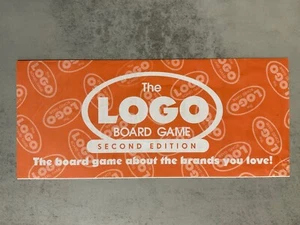 The
LOGO
BOARD GAME
SECOND EDITION
The board game about the brands you love!